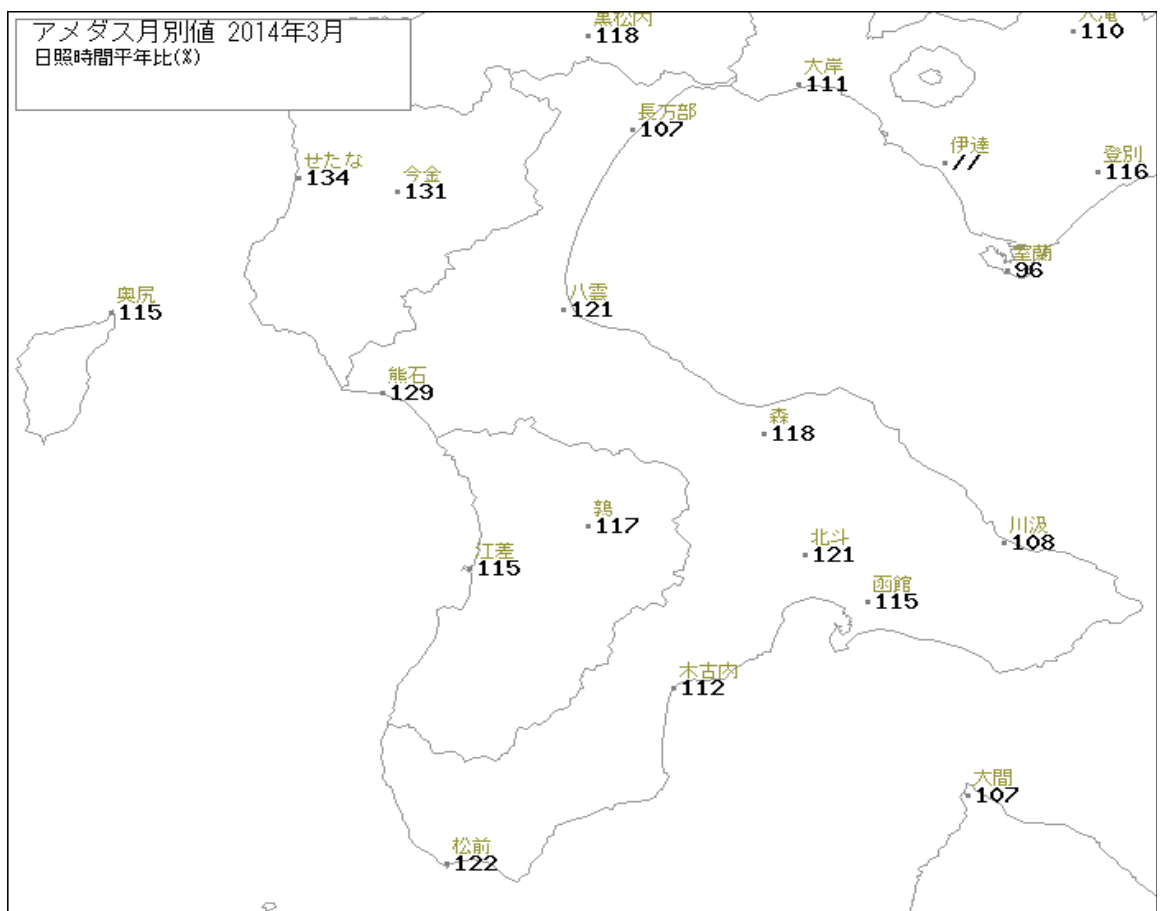 アメダス月別値 2014年3月
日照時間平年比(%)
黒松内
118
大滝
110
大岸
111
長万部
107
伊達
//
登別
116
せたな
134
今金
131
室蘭
96
奥尻
115
八雲
121
熊石
129
森
118
鶉
117
川汲
108
北斗
121
江差
115
函館
115
木古内
112
大間
107
松前
122